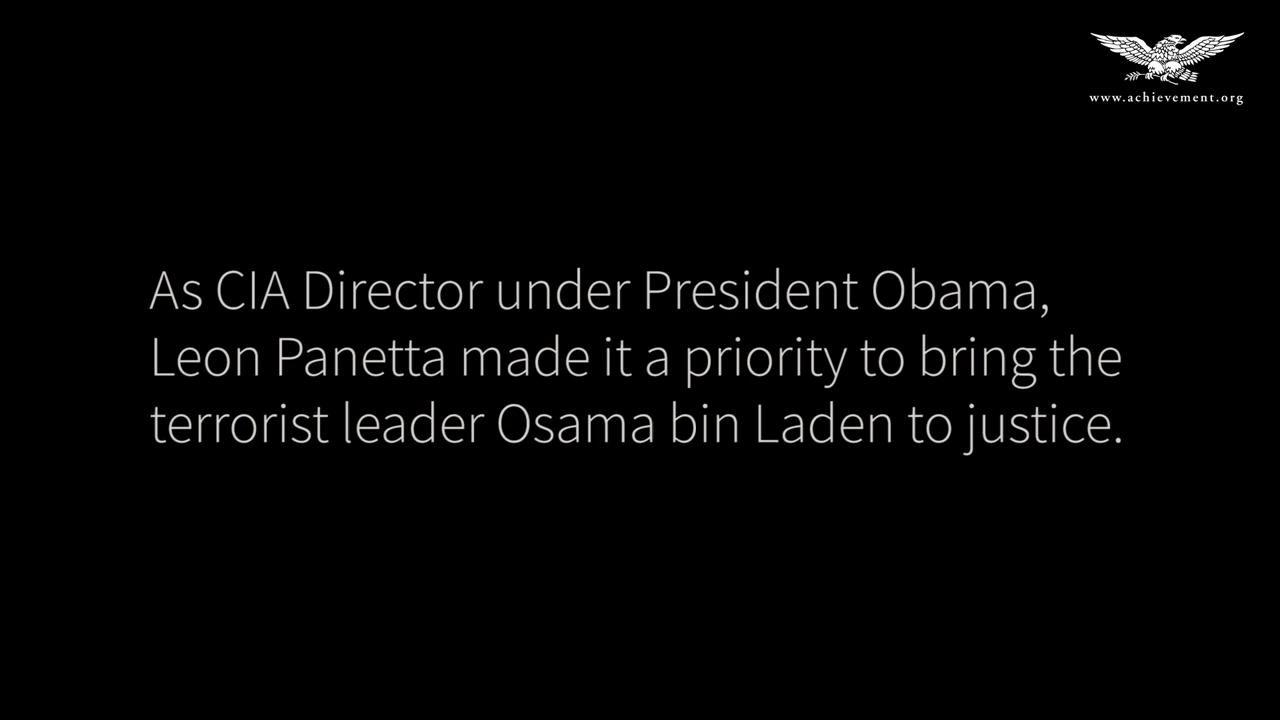 www.achievement.org
As CIA Director under President Obama,
Leon Panetta made it a priority to bring the
terrorist leader Osama bin Laden to justice.